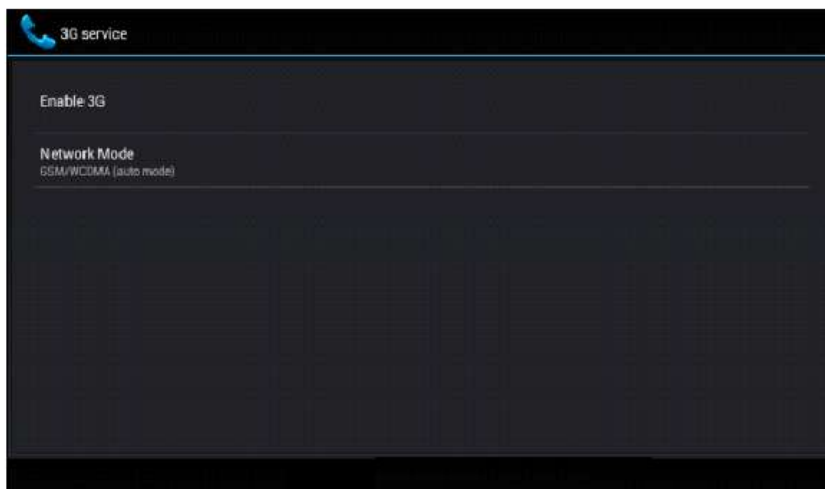 3G service
Enable 3G
Network Mode
GSM/WCDMA (auto mode)